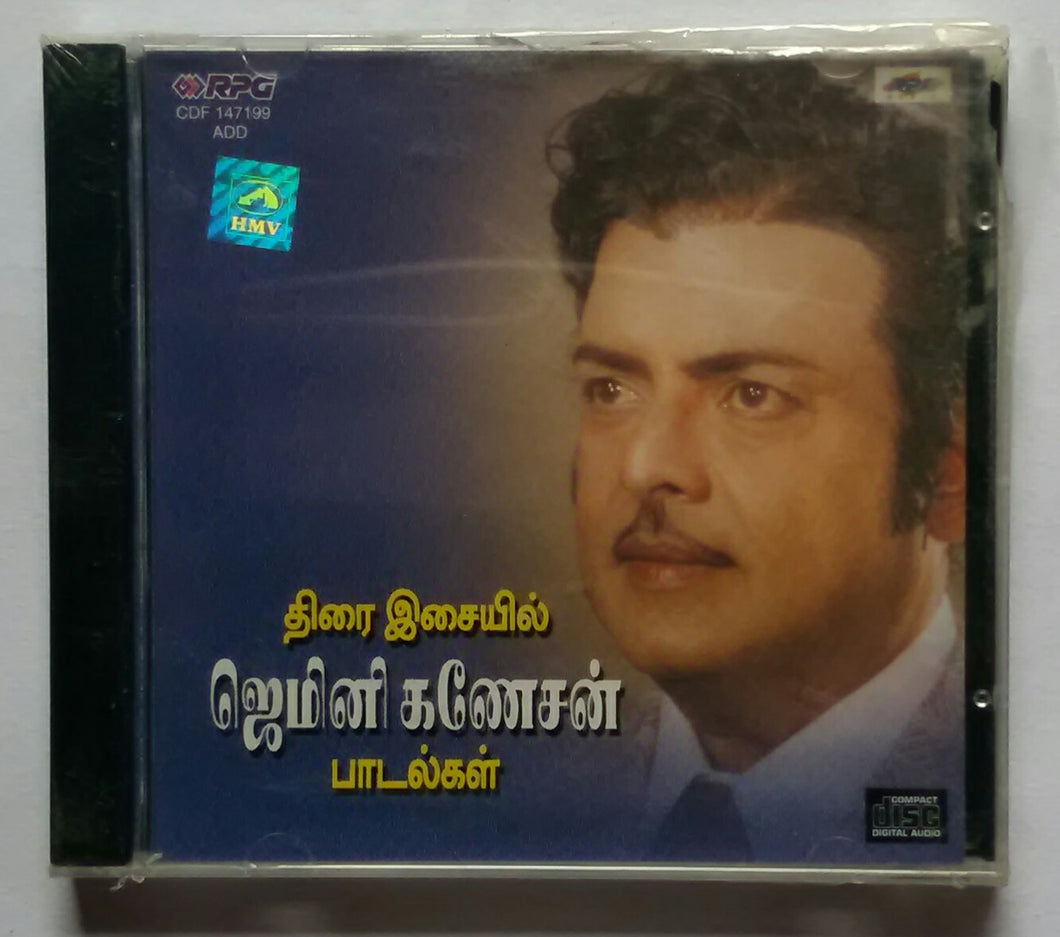 RPG
CDF 147199
ADD
HMV
திரை இசையில்
ஜெமினி கணேசன்
பாடல்கள்
COMPACT
disc
DIGITAL AUDIO